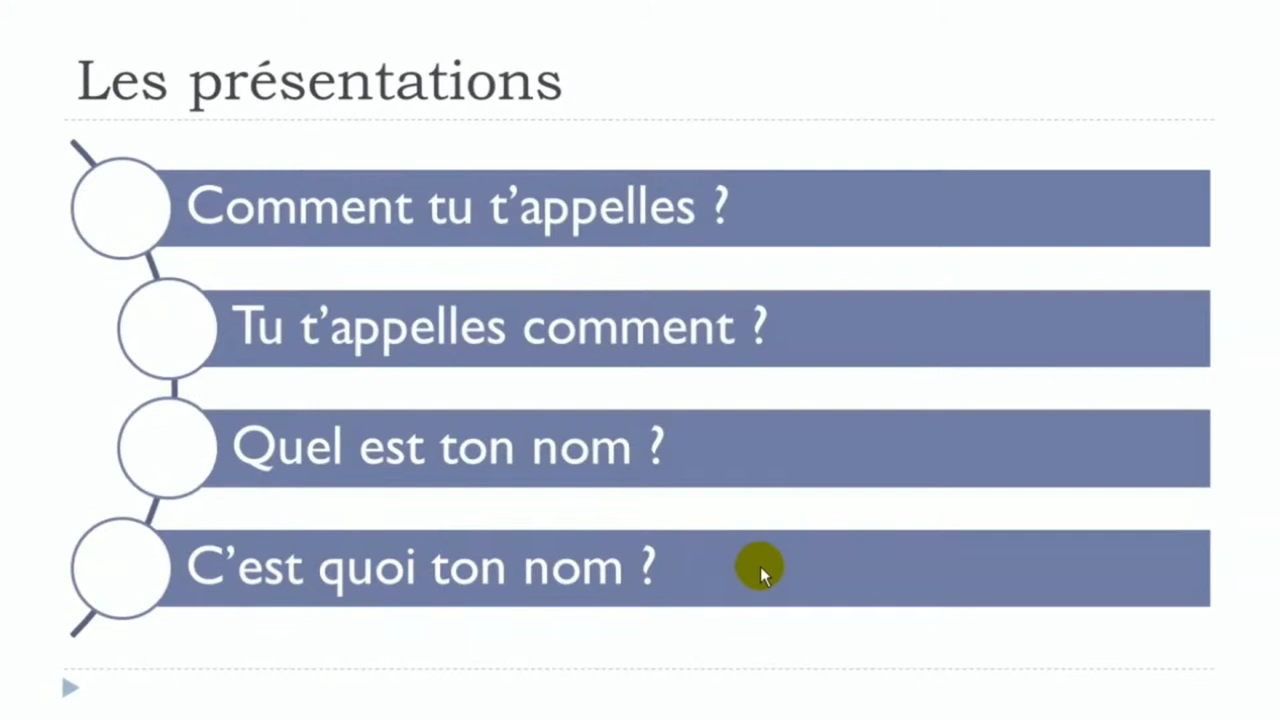 Les présentations
Comment tu t’appelles ?
Tu t’appelles comment ?
Quel est ton nom ?
C’est quoi ton nom ?